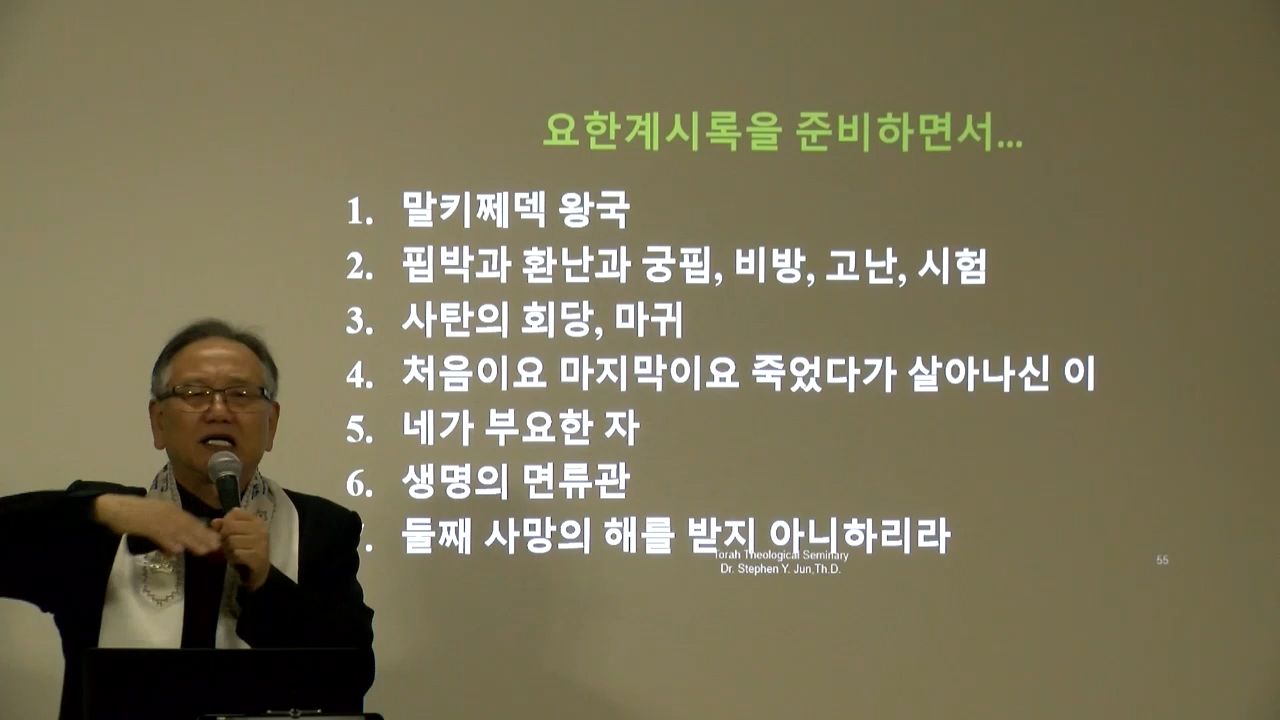 요한계시록을 준비하면서...
1. 말키쩨덱 왕국
2. 핍박과 환난과 궁핍, 비방, 고난, 시험
3. 사탄의 회당, 마귀
4. 처음이요 마지막이요 죽었다가 살아나신 이
5. 네가 부요한 자
6. 생명의 면류관
. 둘째 사망의 해를 받지 아니하리라
Torah Theological Seminary
Dr. Stephen Y. Jun,Th.D.
55